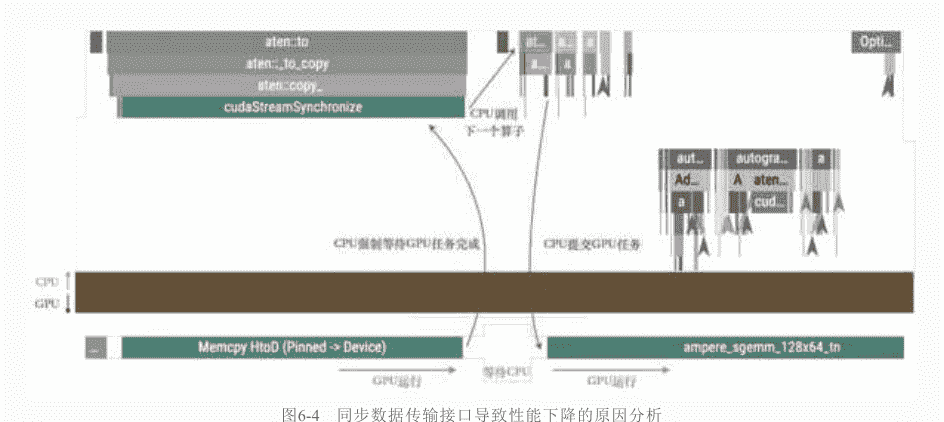 aten::to
at...
a...
a
Opti...
aten::_to_copy
a...
a
aten::copy_
cudaStreamSynchronize
CPU调用
下一个算子
aut...
autogra...
a
Ad...
A
aten...
a
cud...
CPU强制等待GPU任务完成
CPU提交GPU任务
CPU
GPU
...
Memcpy HtoD (Pinned -> Device)
ampere_sgemm_128x64_tn
GPU运行
等待CPU
GPU运行
图6-4 同步数据传输接口导致性能下降的原因分析